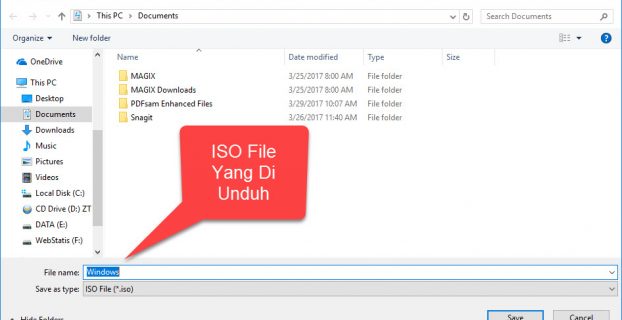 This PC > Documents
Search Documents
Organize
New folder
Name
Date modified
Type
Size
OneDrive
This PC
Desktop
Documents
Downloads
Music
Pictures
Videos
Local Disk (C:)
CD Drive (D:) ZT
DATA (E:)
WebStatis (F:)
MAGIX 3/25/2017 8:00 AM File folder
MAGIX Downloads 3/25/2017 8:00 AM File folder
PDFsam Enhanced Files 3/29/2017 10:07 AM File folder
Snagit 3/26/2017 11:40 AM File folder
ISO File
Yang Di
Unduh
File name: Windows
Save as type: ISO File (*.iso)
Hide Folders
Save
Cancel